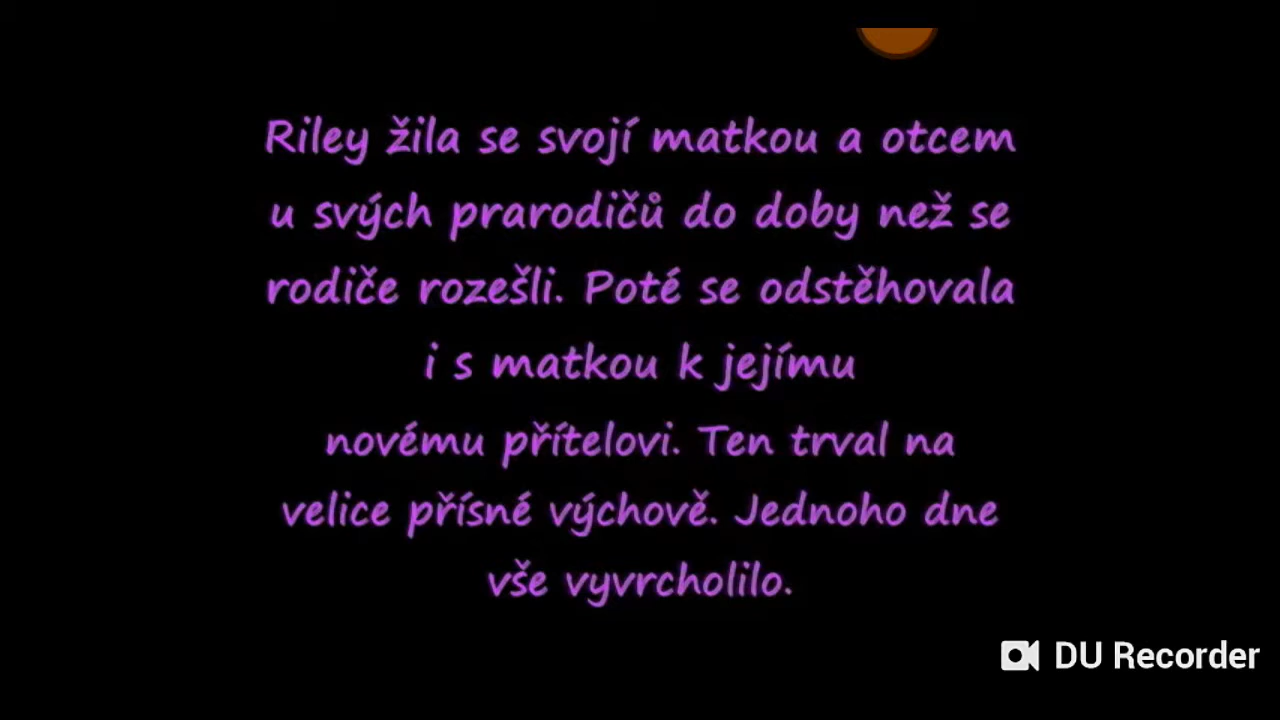 Riley žila se svojí matkou a otcem
u svých prarodičů do doby než se
rodiče rozešli. Poté se odstěhovala
i s matkou k jejímu
novému přítelovi. Ten trval na
velice přísné výchově. Jednoho dne
vše vyvrcholilo.
DU Recorder